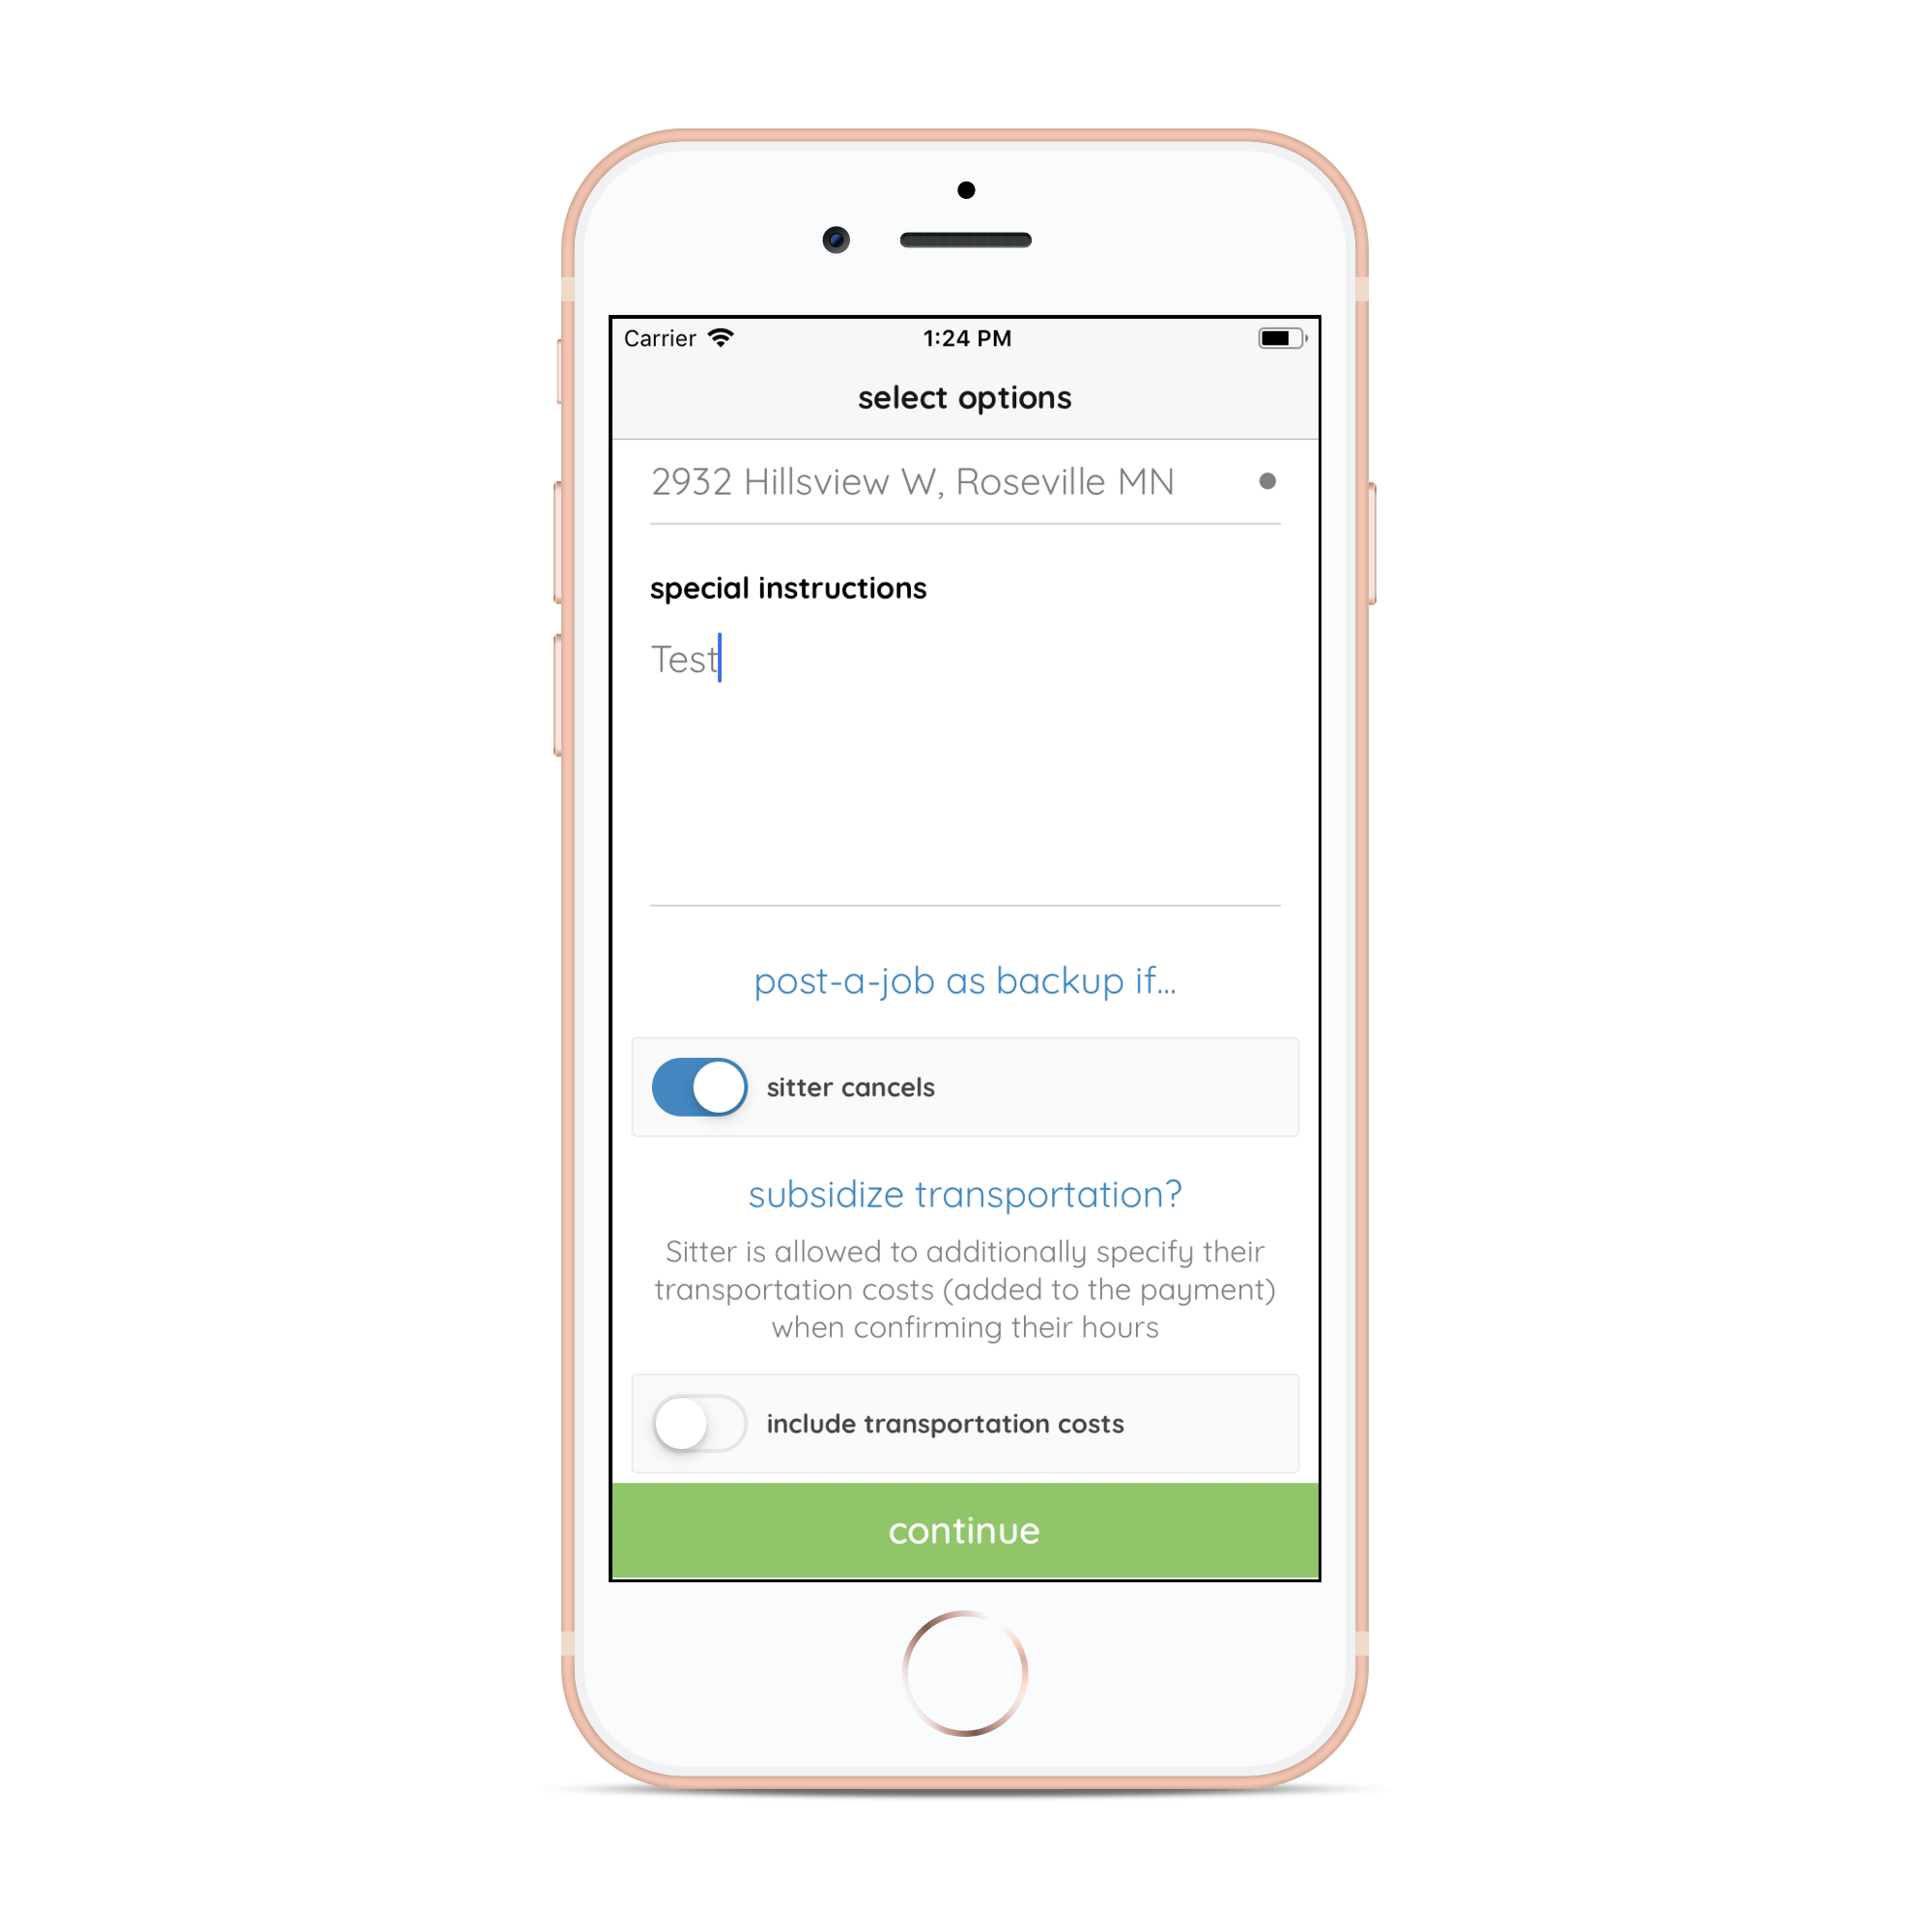 Carrier 1:24 PM
select options
2932 Hillsview W, Roseville MN
special instructions
Test
post-a-job as backup if...
sitter cancels
subsidize transportation?
Sitter is allowed to additionally specify their
transportation costs (added to the payment)
when confirming their hours
include transportation costs
continue